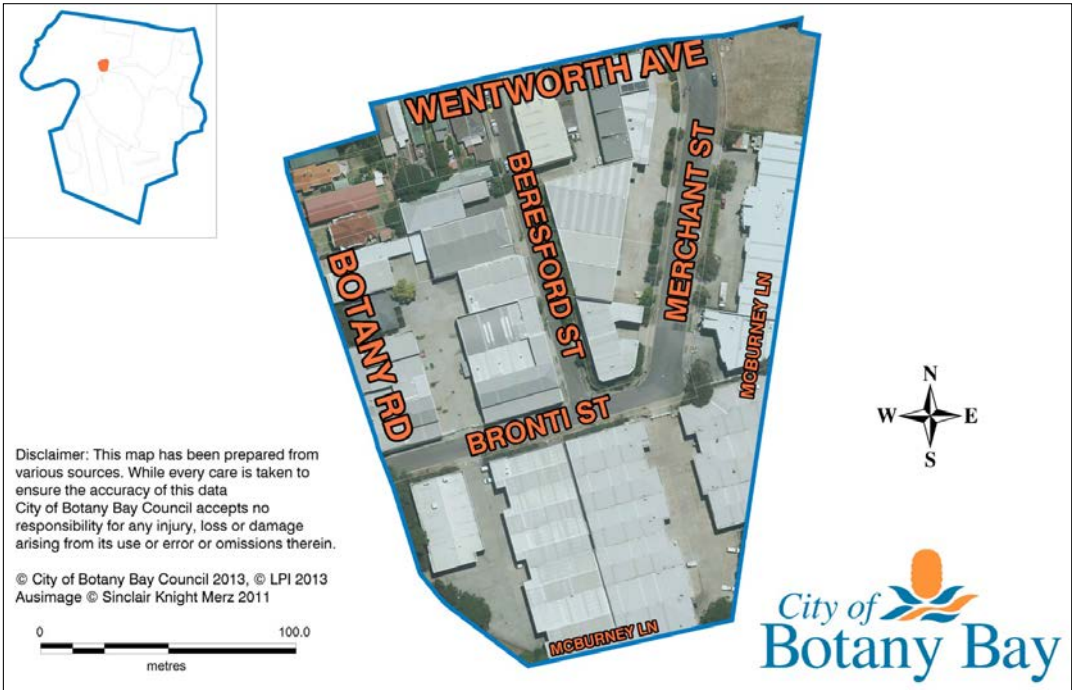 WENTWORTH AVE
BERESFORD ST
MERCHANT ST
BOTANY RD
MCBURNEY LN
BRONTI ST
MCBURNEY LN
N
W E
S
Disclaimer: This map has been prepared from
various sources. While every care is taken to
ensure the accuracy of this data
City of Botany Bay Council accepts no
responsibility for any injury, loss or damage
arising from its use or error or omissions therein.
© City of Botany Bay Council 2013, © LPI 2013
Ausimage © Sinclair Knight Merz 2011
0 100.0
metres
City of
Botany Bay